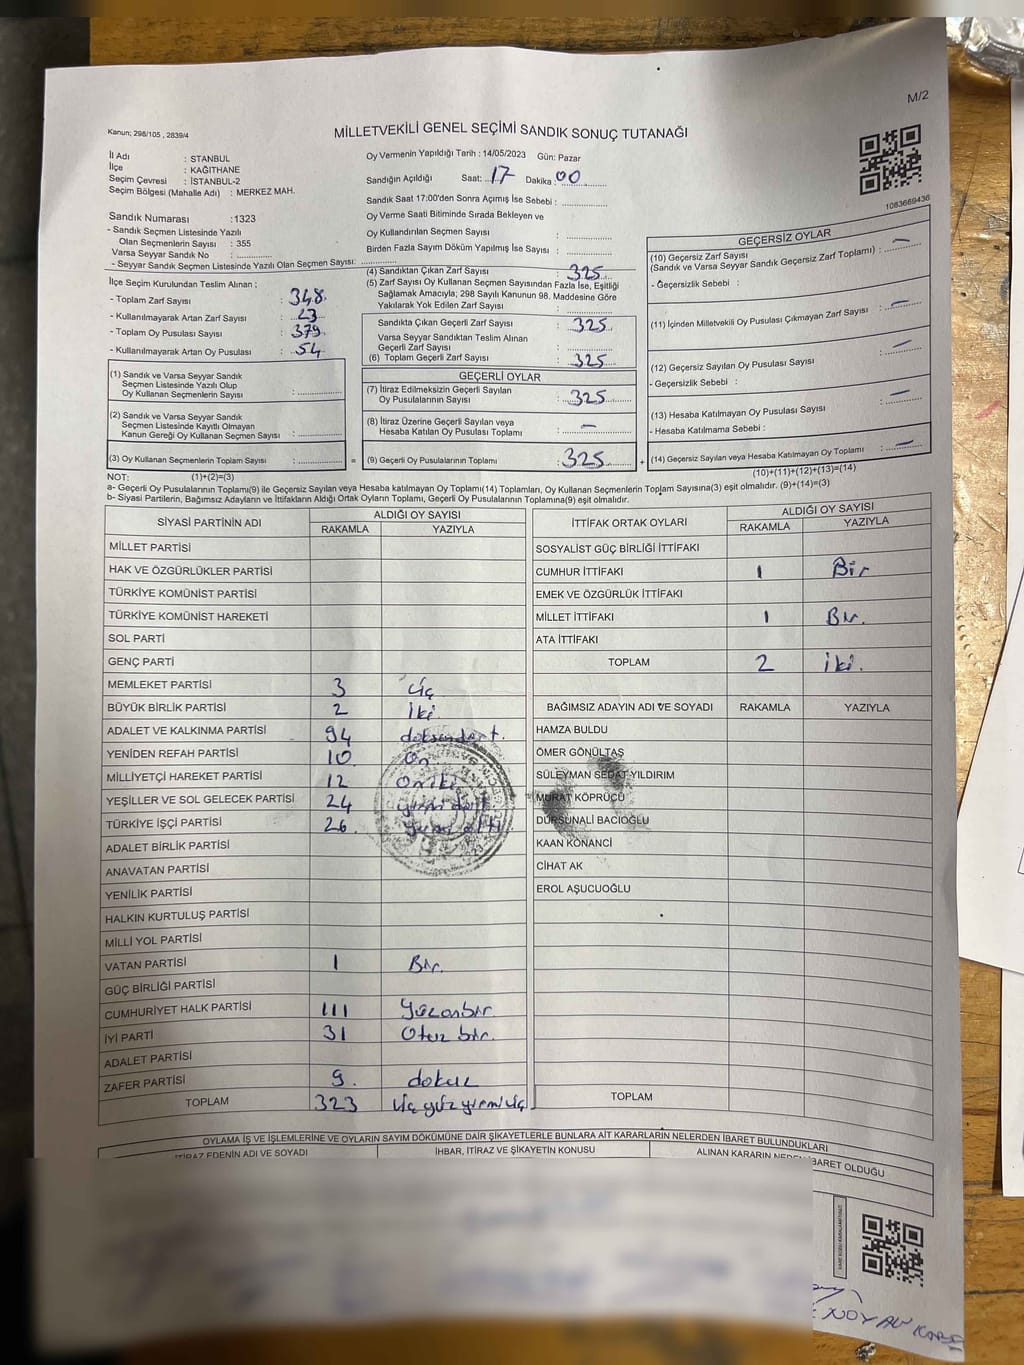 M/2
Kanun; 298/105 , 2839/4
MİLLETVEKİLİ GENEL SEÇİMİ SANDIK SONUÇ TUTANAĞI
İl Adı : STANBUL
İlçe : KAĞITHANE
Seçim Çevresi : İSTANBUL-2
Seçim Bölgesi (Mahalle Adı) : MERKEZ MAH.
Oy Vermenin Yapıldığı Tarih : 14/05/2023 Gün: Pazar
Sandığın Açıldığı Saat: 17 Dakika: 00
Sandık Saat 17:00'den Sonra Açımış İse Sebebi :
Oy Verme Saati Bitiminde Sırada Bekleyen ve
Oy Kullandırılan Seçmen Sayısı :
Birden Fazla Sayım Döküm Yapılmış İse Sayısı :
1083669436
Sandık Numarası :1323
- Sandık Seçmen Listesinde Yazılı
Olan Seçmenlerin Sayısı : 355
Varsa Seyyar Sandık No :
- Seyyar Sandık Seçmen Listesinde Yazılı Olan Seçmen Sayısı:
İlçe Seçim Kurulundan Teslim Alınan ;
- Toplam Zarf Sayısı : 348
- Kullanılmayarak Artan Zarf Sayısı : 23
- Toplam Oy Pusulası Sayısı : 379
- Kullanılmayarak Artan Oy Pusulası : 54
(1) Sandık ve Varsa Seyyar Sandık
Seçmen Listesinde Yazılı Olup
Oy Kullanan Seçmenlerin Sayısı :
(2) Sandık ve Varsa Seyyar Sandık
Seçmen Listesinde Kayıtlı Olmayan
Kanun Gereği Oy Kullanan Seçmen Sayısı :
(3) Oy Kullanan Seçmenlerin Toplam Sayısı : =
(4) Sandıktan Çıkan Zarf Sayısı : 325
(5) Zarf Sayısı Oy Kullanan Seçmen Sayısından Fazla İse, Eşitliği
Sağlamak Amacıyla; 298 Sayılı Kanunun 98. Maddesine Göre
Yakılarak Yok Edilen Zarf Sayısı :
Sandıkta Çıkan Geçerli Zarf Sayısı : 325
Varsa Seyyar Sandıktan Teslim Alınan
Geçerli Zarf Sayısı :
(6) Toplam Geçerli Zarf Sayısı : 325
GEÇERLİ OYLAR
(7) İtiraz Edilmeksizin Geçerli Sayılan
Oy Pusulalarının Sayısı : 325
(8) İtiraz Üzerine Geçerli Sayılan veya
Hesaba Katılan Oy Pusulası Toplamı : -
(9) Geçerli Oy Pusulalarının Toplamı : 325 +
GEÇERSİZ OYLAR
(10) Geçersiz Zarf Sayısı
(Sandık ve Varsa Seyyar Sandık Geçersiz Zarf Toplamı) : -
- Geçersizlik Sebebi :
(11) İçinden Milletvekili Oy Pusulası Çıkmayan Zarf Sayısı : -
(12) Geçersiz Sayılan Oy Pusulası Sayısı : -
- Geçersizlik Sebebi :
(13) Hesaba Katılmayan Oy Pusulası Sayısı : -
- Hesaba Katılmama Sebebi :
(14) Geçersiz Sayılan veya Hesaba Katılmayan Oy Toplamı : -
NOT: (1)+(2)=(3) (10)+(11)+(12)+(13)=(14)
a- Geçerli Oy Pusulalarının Toplamı(9) ile Geçersiz Sayılan veya Hesaba Katılmayan Oy Toplamı(14) Toplamları, Oy Kullanan Seçmenlerin Toplam Sayısına(3) eşit olmalıdır. (9)+(14)=(3)
b- Siyasi Partilerin, Bağımsız Adayların ve İttifakların Aldığı Ortak Oyların Toplamı, Geçerli Oy Pusulalarının Toplamına(9) eşit olmalıdır.
SİYASİ PARTİNİN ADI ALDIĞI OY SAYISI
RAKAMLA YAZIYLA
MİLLET PARTİSİ
HAK VE ÖZGÜRLÜKLER PARTİSİ
TÜRKİYE KOMÜNİST PARTİSİ
TÜRKİYE KOMÜNİST HAREKETİ
SOL PARTİ
GENÇ PARTİ
MEMLEKET PARTİSİ 3 üç
BÜYÜK BİRLİK PARTİSİ 2 iki
ADALET VE KALKINMA PARTİSİ 94 doksandört.
YENİDEN REFAH PARTİSİ 10. On
MİLLİYETÇİ HAREKET PARTİSİ 12 Oniki
YEŞİLLER VE SOL GELECEK PARTİSİ 24 yirmi dört
TÜRKİYE İŞÇİ PARTİSİ 26. yirmi altı
ADALET BİRLİK PARTİSİ
ANAVATAN PARTİSİ
YENİLİK PARTİSİ
HALKIN KURTULUŞ PARTİSİ
MİLLİ YOL PARTİSİ
VATAN PARTİSİ 1 Bir.
GÜÇ BİRLİĞİ PARTİSİ
CUMHURİYET HALK PARTİSİ 111 Yüzonbir
İYİ PARTİ 31 Otuz bir.
ADALET PARTİSİ
ZAFER PARTİSİ 9. dokuz
TOPLAM 323 üç yüz yirmi üç
İTTİFAK ORTAK OYLARI ALDIĞI OY SAYISI
RAKAMLA YAZIYLA
SOSYALİST GÜÇ BİRLİĞİ İTTİFAKI
CUMHUR İTTİFAKI 1 Bir
EMEK VE ÖZGÜRLÜK İTTİFAKI
MİLLET İTTİFAKI 1 Bir.
ATA İTTİFAKI
TOPLAM 2 iki.
BAĞIMSIZ ADAYIN ADI VE SOYADI RAKAMLA YAZIYLA
HAMZA BULDU
ÖMER GÖNÜLTAŞ
SÜLEYMAN SEDAT YILDIRIM
MURAT KÖPRÜCÜ
DURSUNALİ BACIOĞLU
KAAN KONANCİ
CİHAT AK
EROL AŞUCUOĞLU
TOPLAM
OYLAMA İŞ VE İŞLEMLERİNE VE OYLARIN SAYIM DÖKÜMÜNE DAİR ŞİKAYETLERLE BUNLARA AİT KARARLARIN NELERDEN İBARET BULUNDUKLARI
İTİRAZ EDENİN ADI VE SOYADI İHBAR, İTİRAZ VE ŞİKAYETİN KONUSU ALINAN KARARIN NEDEN İBARET OLDUĞU